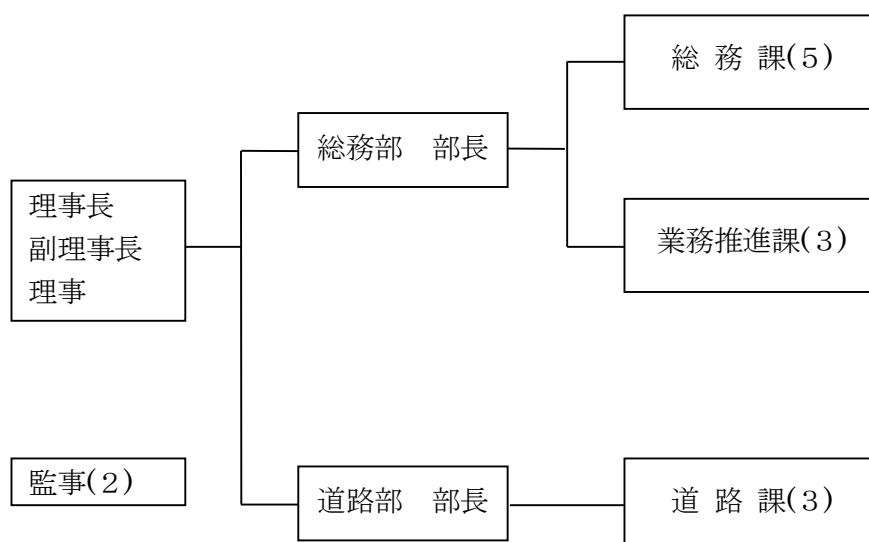 総 務 課(５)
総務部　部長
理事長
副理事長
理事
業務推進課(３)
監事(２)
道路部　部長
道 路 課(３)